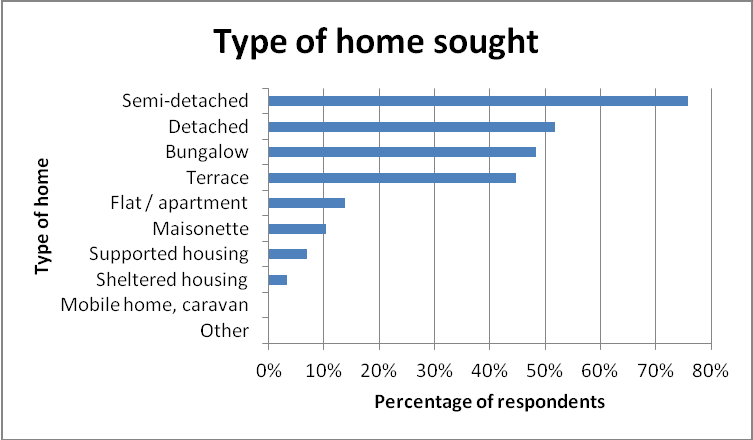 Type of home sought
Type of home
Semi-detached
Detached
Bungalow
Terrace
Flat / apartment
Maisonette
Supported housing
Sheltered housing
Mobile home, caravan
Other
0% 10% 20% 30% 40% 50% 60% 70% 80%
Percentage of respondents